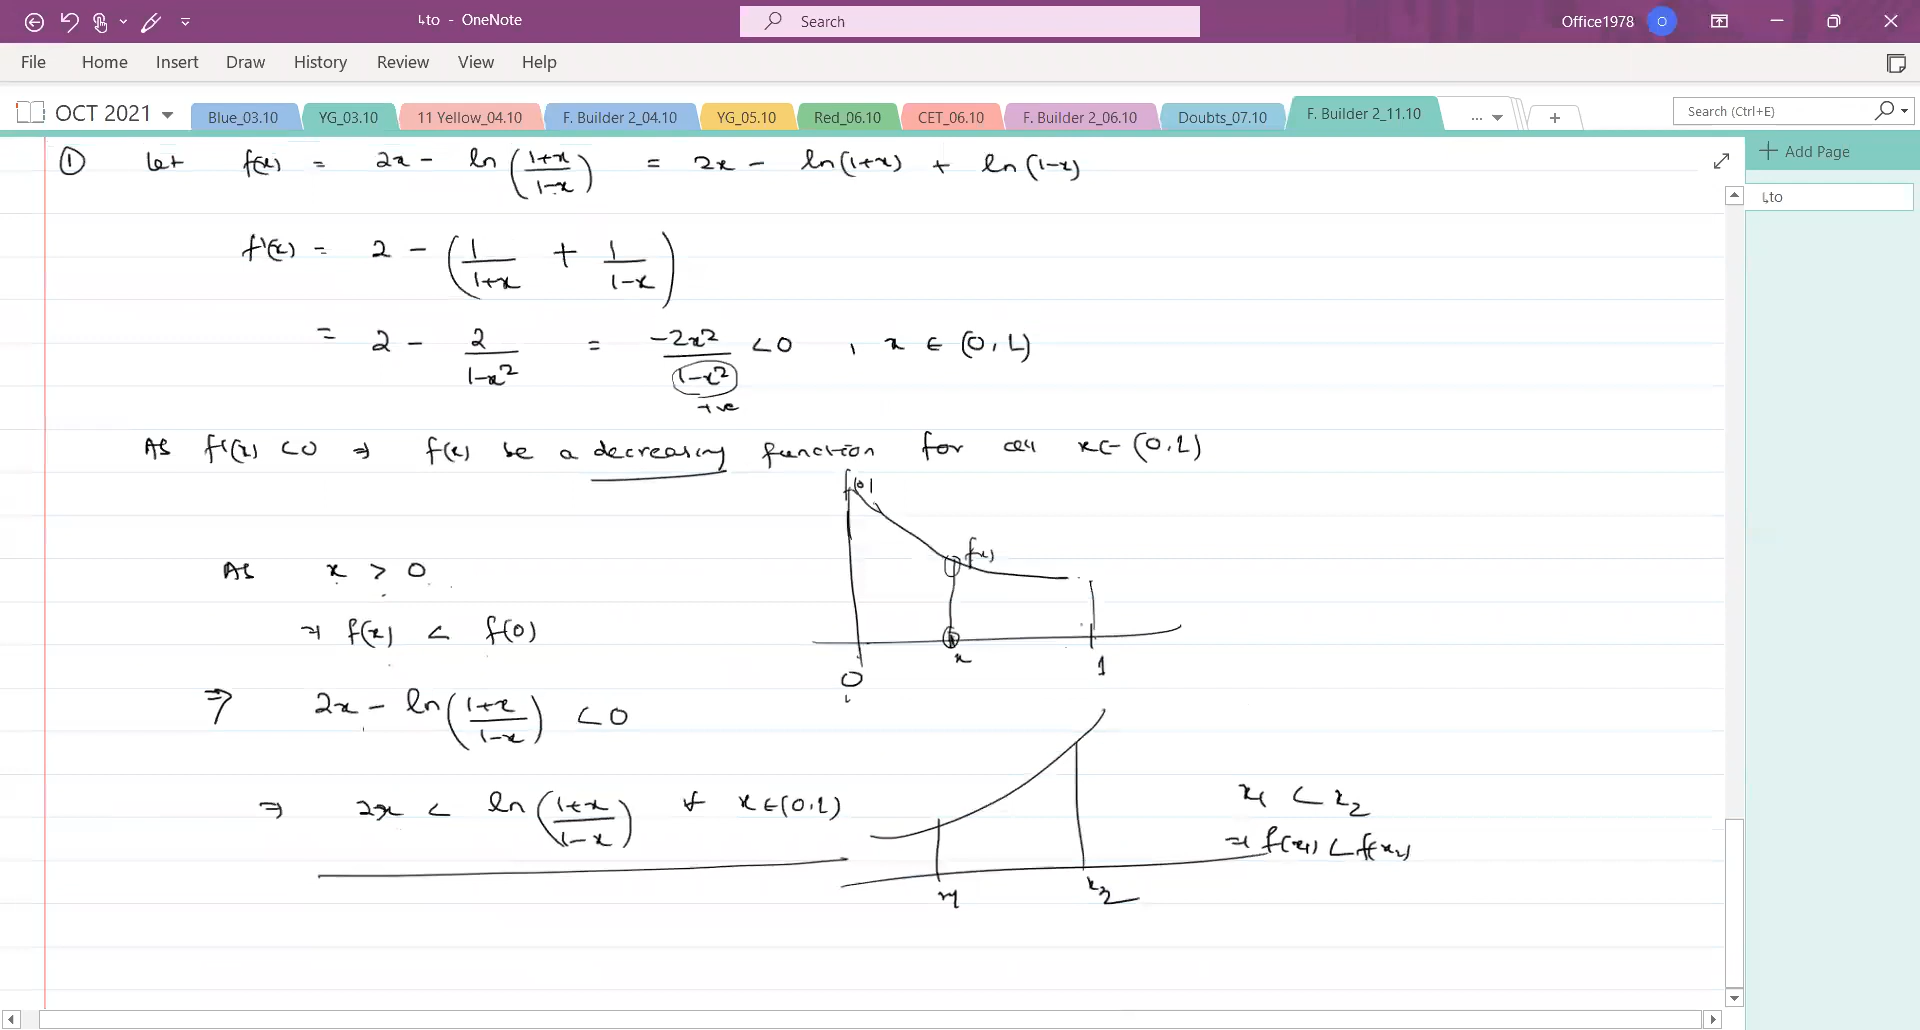 ↳to - OneNote
Search
Office1978
O
File Home Insert Draw History Review View Help
OCT 2021
Blue_03.10 YG_03.10 11 Yellow_04.10 F. Builder 2_04.10 YG_05.10 Red_06.10 CET_06.10 F. Builder 2_06.10 Doubts_07.10 F. Builder 2_11.10 ... +
Search (Ctrl+E)
+ Add Page
↳to
① Let f(x) = 2x - ln((1+x)/(1-x)) = 2x - ln(1+x) + ln(1-x)
f'(x) = 2 - (1/(1+x) + 1/(1-x))
= 2 - 2/(1-x²) = -2x²/(1-x²) < 0 , x ∈ (0,1)
+ve
As f'(x) < 0 ⇒ f(x) be a decreasing function for all x ∈ (0,1)
f(0)
f(x)
As x > 0
⇒ f(x) < f(0)
x 1
0
⇒ 2x - ln((1+x)/(1-x)) < 0
⇒ 2x < ln((1+x)/(1-x)) ∀ x ∈ (0,1)
x₁ < x₂
⇒ f(x₁) < f(x₂)
x₁ x₂